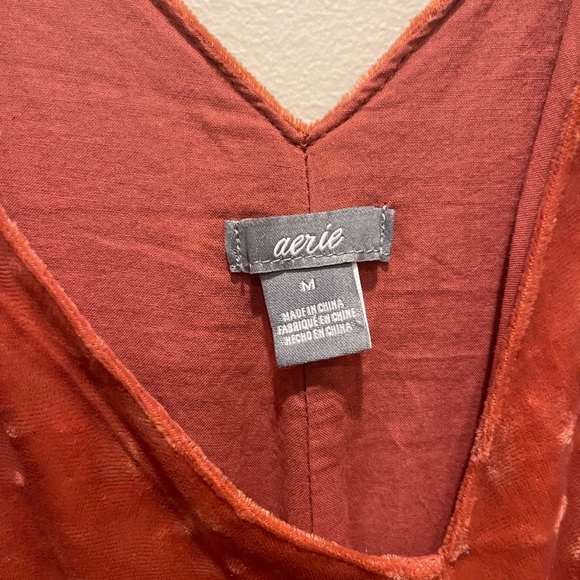 aerie
M
MADE IN CHINA
FABRIQUÉ EN CHINE
HECHO EN CHINA